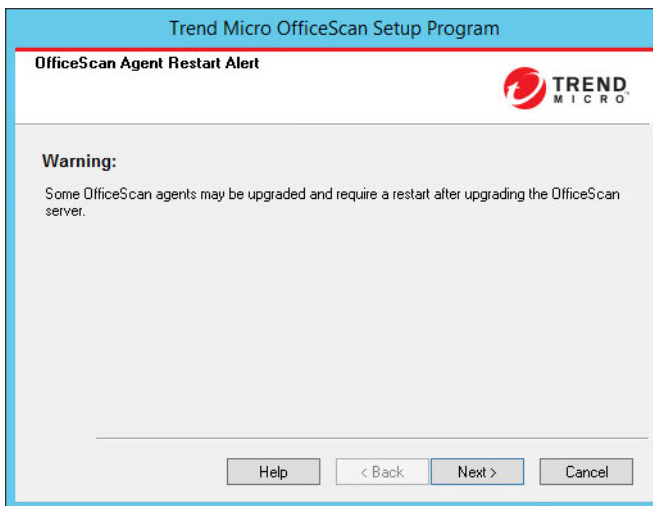 Trend Micro OfficeScan Setup Program
OfficeScan Agent Restart Alert
TREND
MICRO
Warning:
Some OfficeScan agents may be upgraded and require a restart after upgrading the OfficeScan
server.
Help
< Back
Next >
Cancel